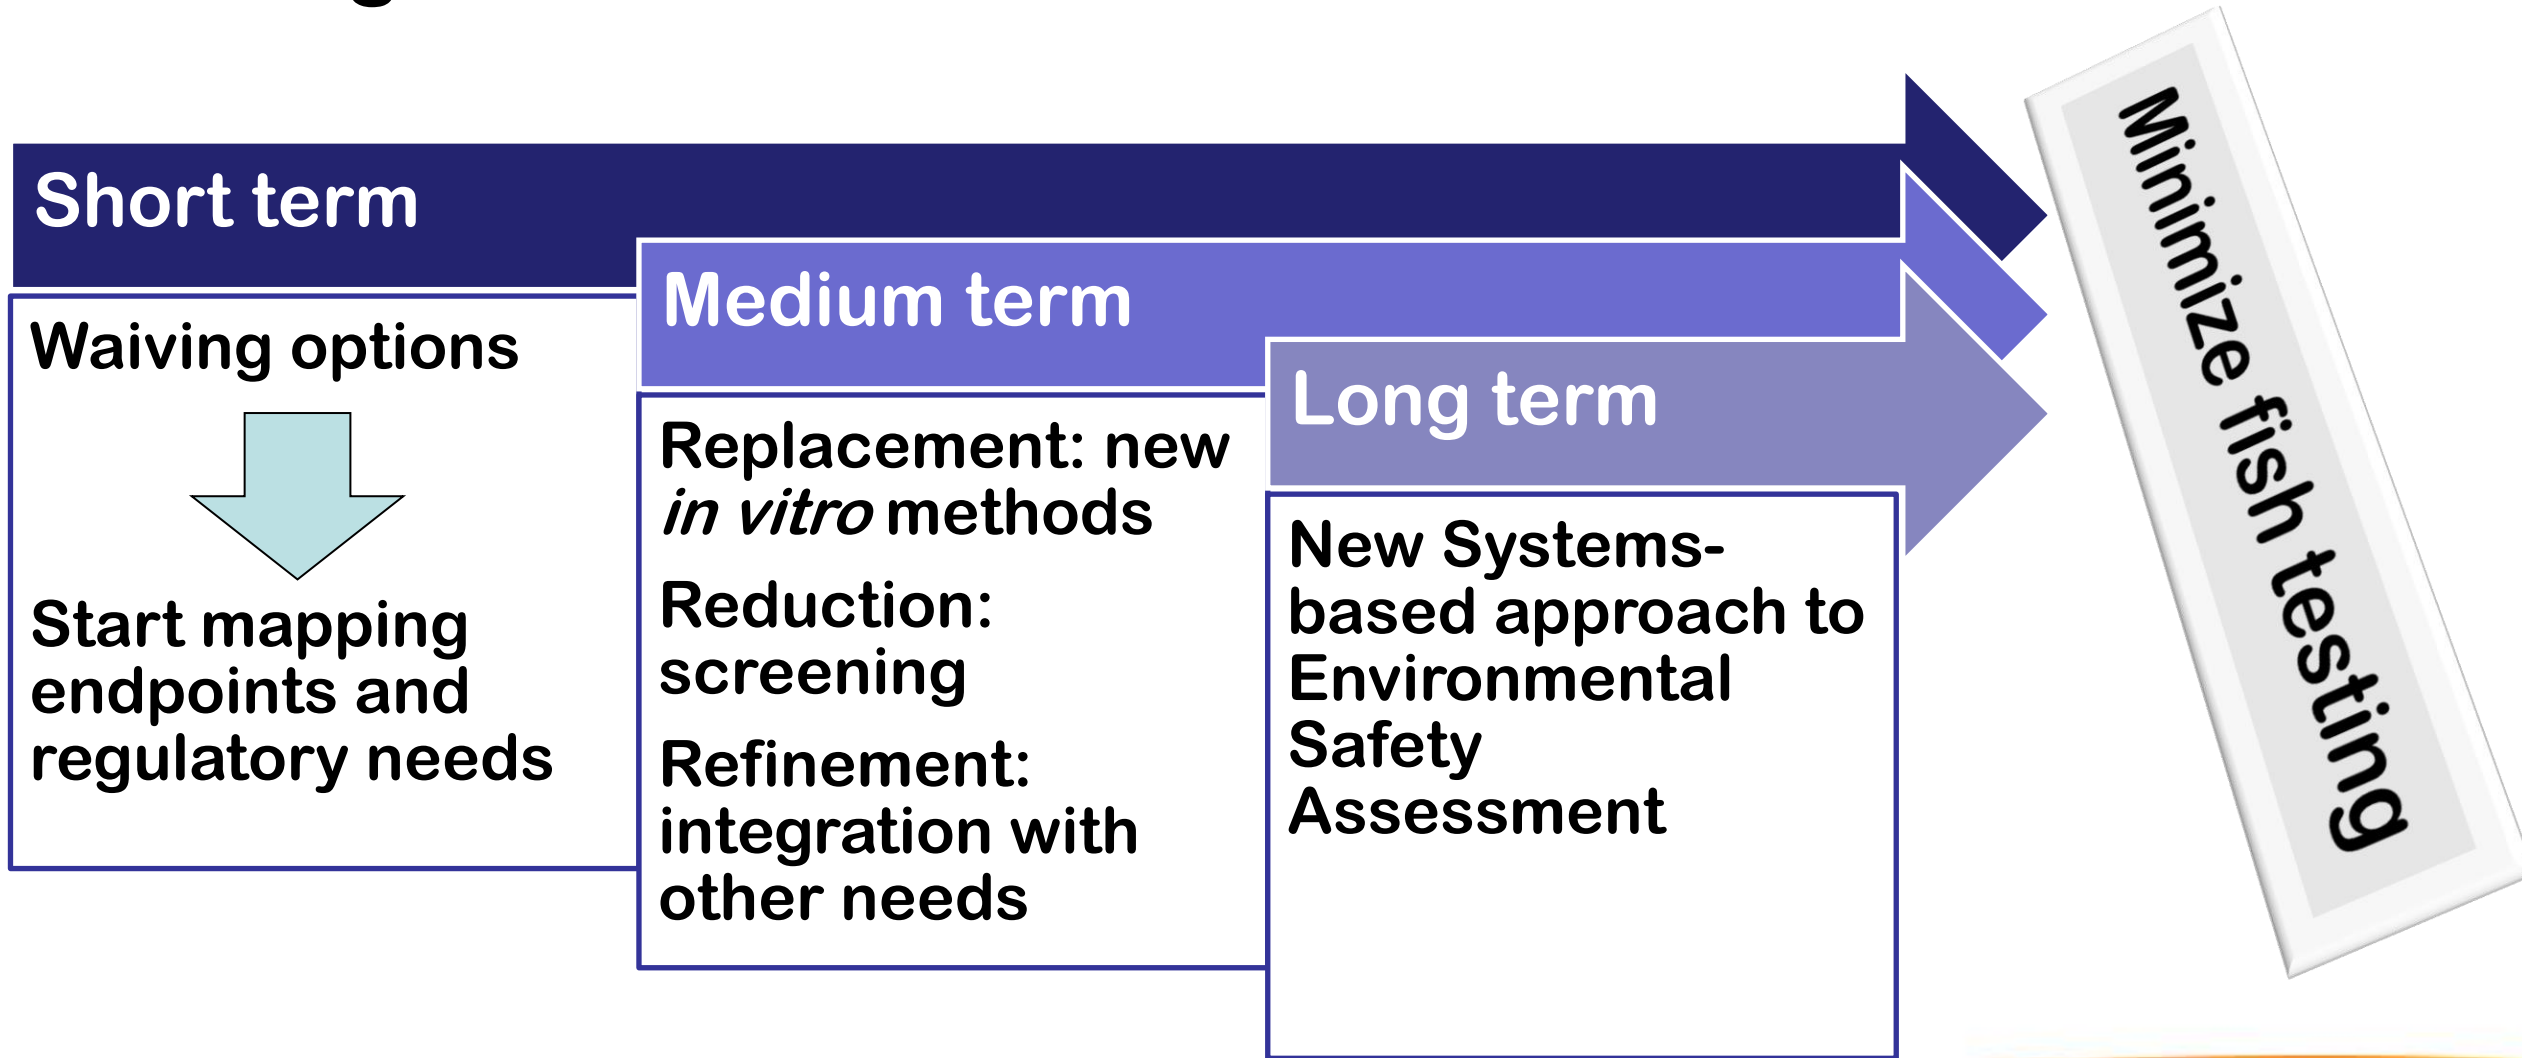 Short term
Waiving options
Start mapping
endpoints and
regulatory needs
Medium term
Replacement: new
in vitro methods
Reduction:
screening
Refinement:
integration with
other needs
Long term
New Systems-
based approach to
Environmental
Safety
Assessment
Minimize fish testing